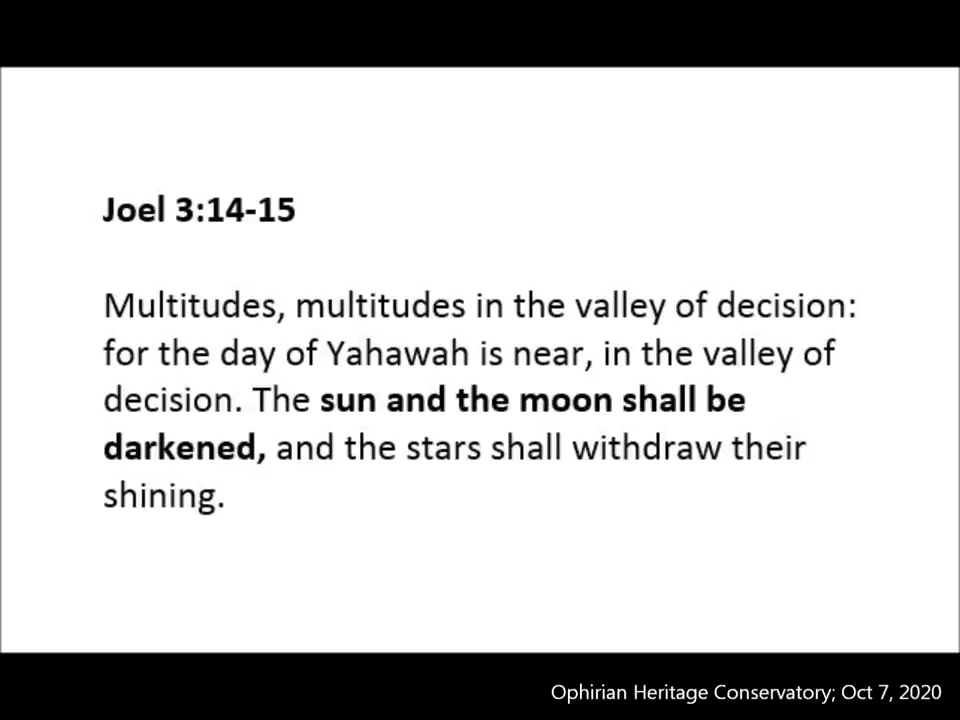 Joel 3:14-15
Multitudes, multitudes in the valley of decision:
for the day of Yahawah is near, in the valley of
decision. The sun and the moon shall be
darkened, and the stars shall withdraw their
shining.
Ophirian Heritage Conservatory; Oct 7, 2020